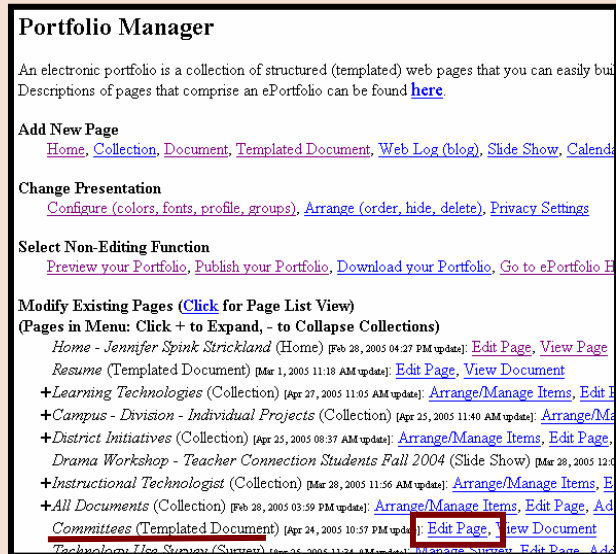 Portfolio Manager
An electronic portfolio is a collection of structured (templated) web pages that you can easily
Descriptions of pages that comprise an ePortfolio can be found here.
Add New Page
Home, Collection, Document, Templated Document, Web Log (blog), Slide Show,
Change Presentation
Configure (colors, fonts, profile, groups), Arrange (order, hide, delete), Privacy Settings
Select Non-Editing Function
Preview your Portfolio, Publish your Portfolio, Download your Portfolio, Go to ePortfolio
Modify Existing Pages (Click for Page List View)
(Pages in Menu: Click + to Expand, - to Collapse Collections)
Home - Jennifer Spink Strickland (Home) [Feb 28, 2005 04:27 PM update]: Edit Page, View Page
Resume (Templated Document) [Mar 1, 2005 11:18 AM update]: Edit Page, View Document
+Learning Technologies (Collection) [Apr 27, 2005 11:05 AM update]: Arrange/Manage Items, Edit
+Campus - Division - Individual Projects (Collection) [Apr 25, 2005 11:40 AM update]:
+District Initiatives (Collection) [Apr 25, 2005 08:37 AM update]: Arrange/Manage Items, Edit Page,
Drama Workshop - Teacher Connection Students Fall 2004 (Slide Show) [Mar 28, 2005
+Instructional Technologist (Collection) [Mar 28, 2005 11:56 AM update]: Arrange/Manage Items,
+All Documents (Collection) [Feb 28, 2005 03:59 PM update]: Arrange/Manage Items, Edit Page,
Committees (Templated Document) [Apr 24, 2005 10:57 PM update]: Edit Page, View Document
Technology Use Survey (Survey)